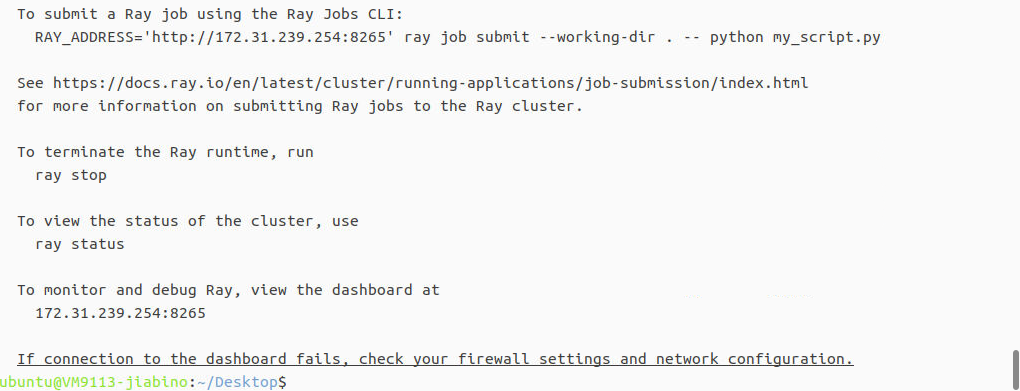 To submit a Ray job using the Ray Jobs CLI:
RAY_ADDRESS='http://172.31.239.254:8265' ray job submit --working-dir . -- python my_script.py
See https://docs.ray.io/en/latest/cluster/running-applications/job-submission/index.html
for more information on submitting Ray jobs to the Ray cluster.
To terminate the Ray runtime, run
ray stop
To view the status of the cluster, use
ray status
To monitor and debug Ray, view the dashboard at
172.31.239.254:8265
If connection to the dashboard fails, check your firewall settings and network configuration.
ubuntu@VM9113-jiabino:~/Desktop$